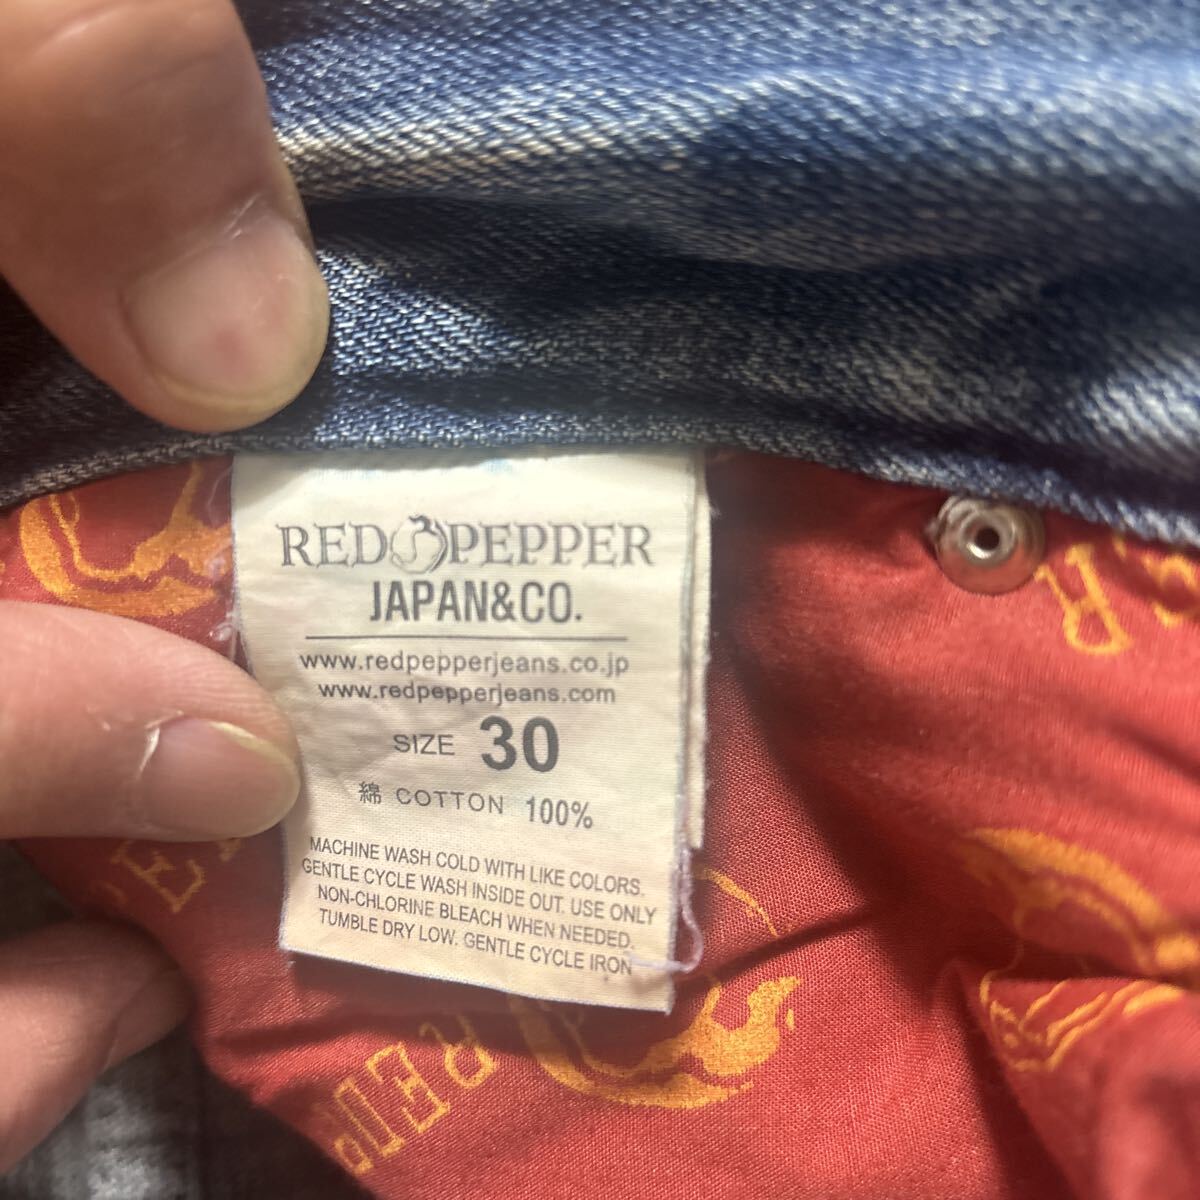 RED PEPPER
JAPAN&CO.
www.redpepperjeans.co.jp
www.redpepperjeans.com
SIZE 30
綿 COTTON 100%
MACHINE WASH COLD WITH LIKE COLORS.
GENTLE CYCLE WASH INSIDE OUT. USE ONLY
NON-CHLORINE BLEACH WHEN NEEDED.
TUMBLE DRY LOW. GENTLE CYCLE IRON
RED